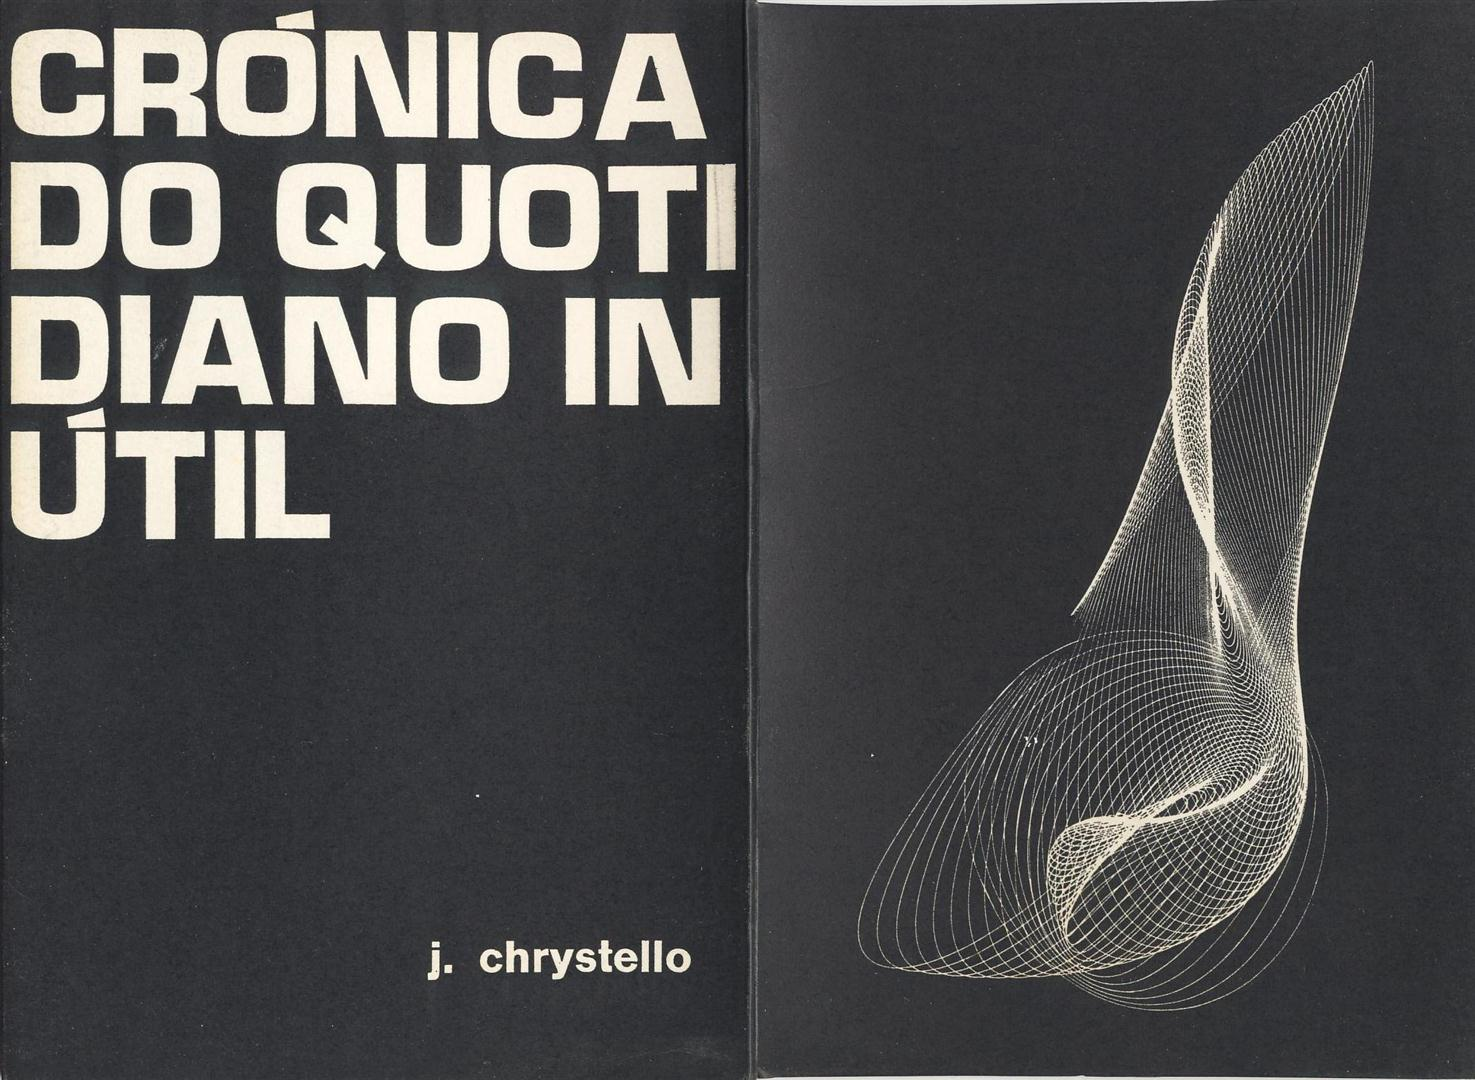 CRÓNICA
DO QUOTI
DIANO IN
ÚTIL
j. chrystello